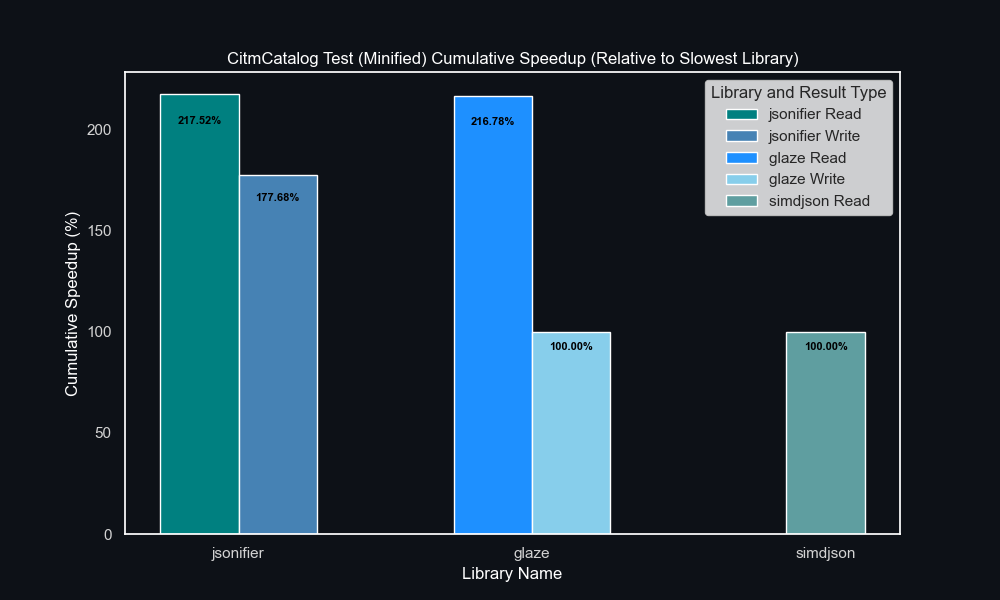 CitmCatalog Test (Minified) Cumulative Speedup (Relative to Slowest Library)
Library and Result Type
jsonifier Read
jsonifier Write
glaze Read
glaze Write
simdjson Read
Cumulative Speedup (%)
200
150
100
50
0
217.52%
177.68%
216.78%
100.00%
100.00%
jsonifier
glaze
simdjson
Library Name